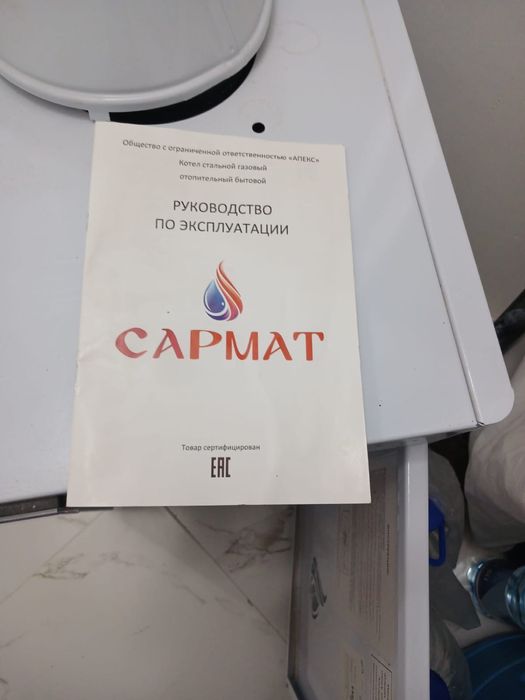 Общество с ограниченной ответственностью «АПЕКС»
Котел стальной газовый
отопительный бытовой
РУКОВОДСТВО
ПО ЭКСПЛУАТАЦИИ
САРМАТ
Товар сертифицирован
ЕАС